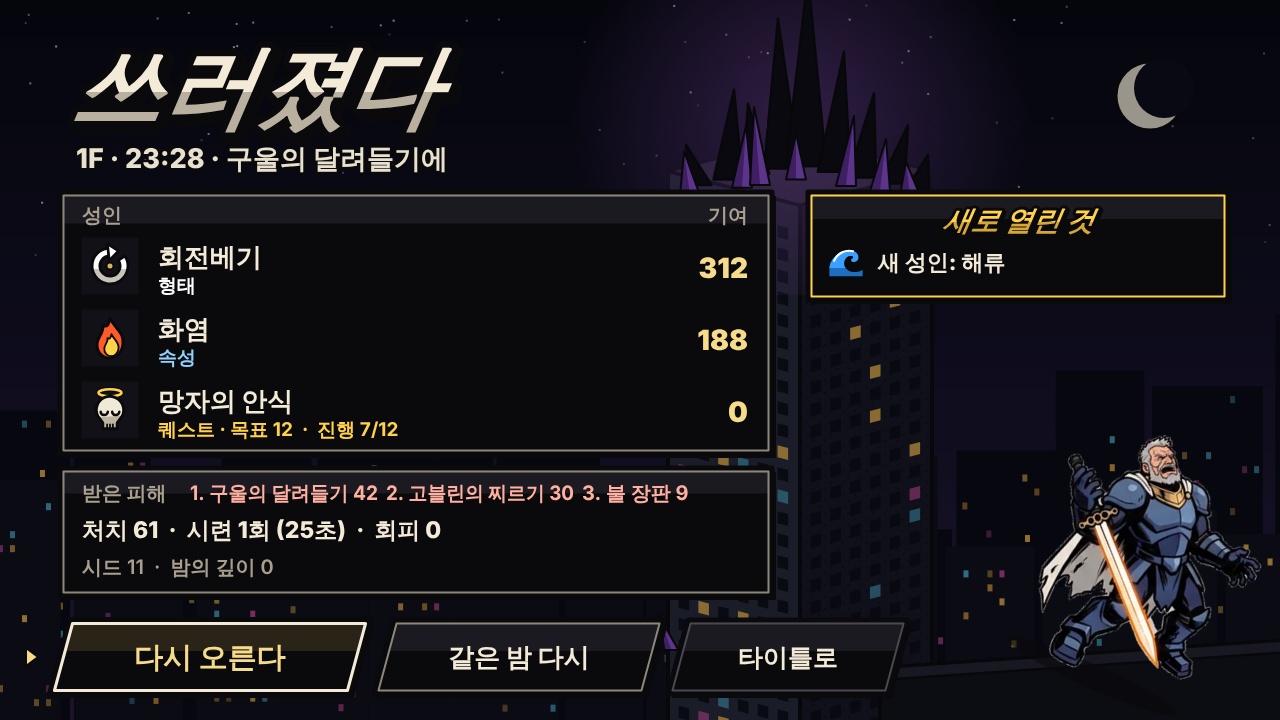 쓰러졌다
1F · 23:28 · 구울의 달려들기에
성인 기여
회전베기 312
형태
화염 188
속성
망자의 안식 0
퀘스트 · 목표 12 · 진행 7/12
새로 열린 것
새 성인: 해류
받은 피해 1. 구울의 달려들기 42 2. 고블린의 찌르기 30 3. 불 장판 9
처치 61 · 시련 1회 (25초) · 회피 0
시드 11 · 밤의 깊이 0
다시 오른다 같은 밤 다시 타이틀로